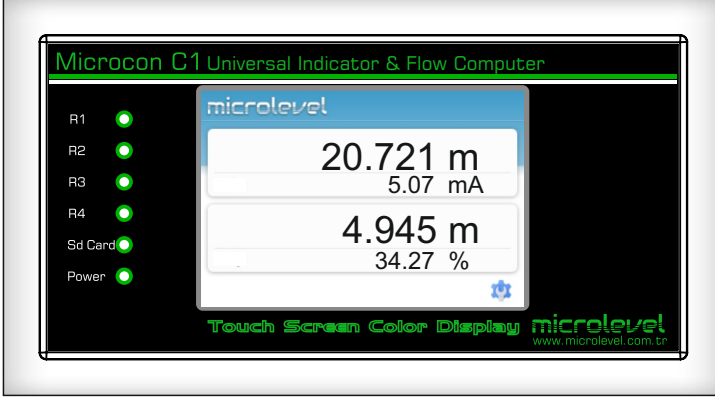 Microcon C1 Universal Indicator & Flow Computer
R1
R2
R3
R4
Sd Card
Power
microlevel
20.721 m
5.07 mA
4.945 m
34.27 %
Touch Screen Color Display
microlevel
www.microlevel.com.tr